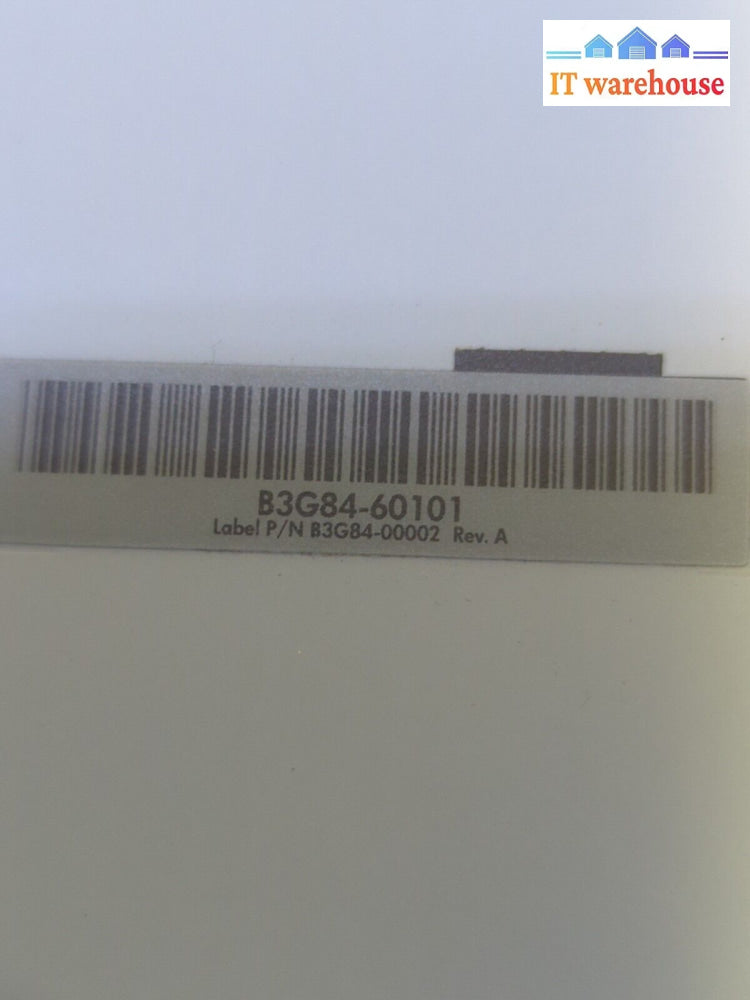 IT warehouse
B3G84-60101
Label P/N B3G84-00002 Rev. A